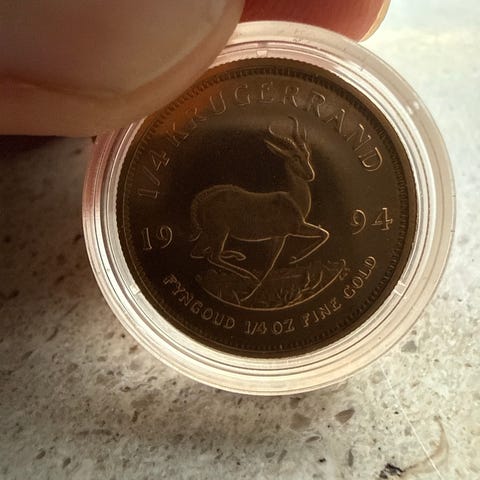 1/4 KRUGERRAND
19 94
FYNGOUD 1/4 OZ FINE GOLD